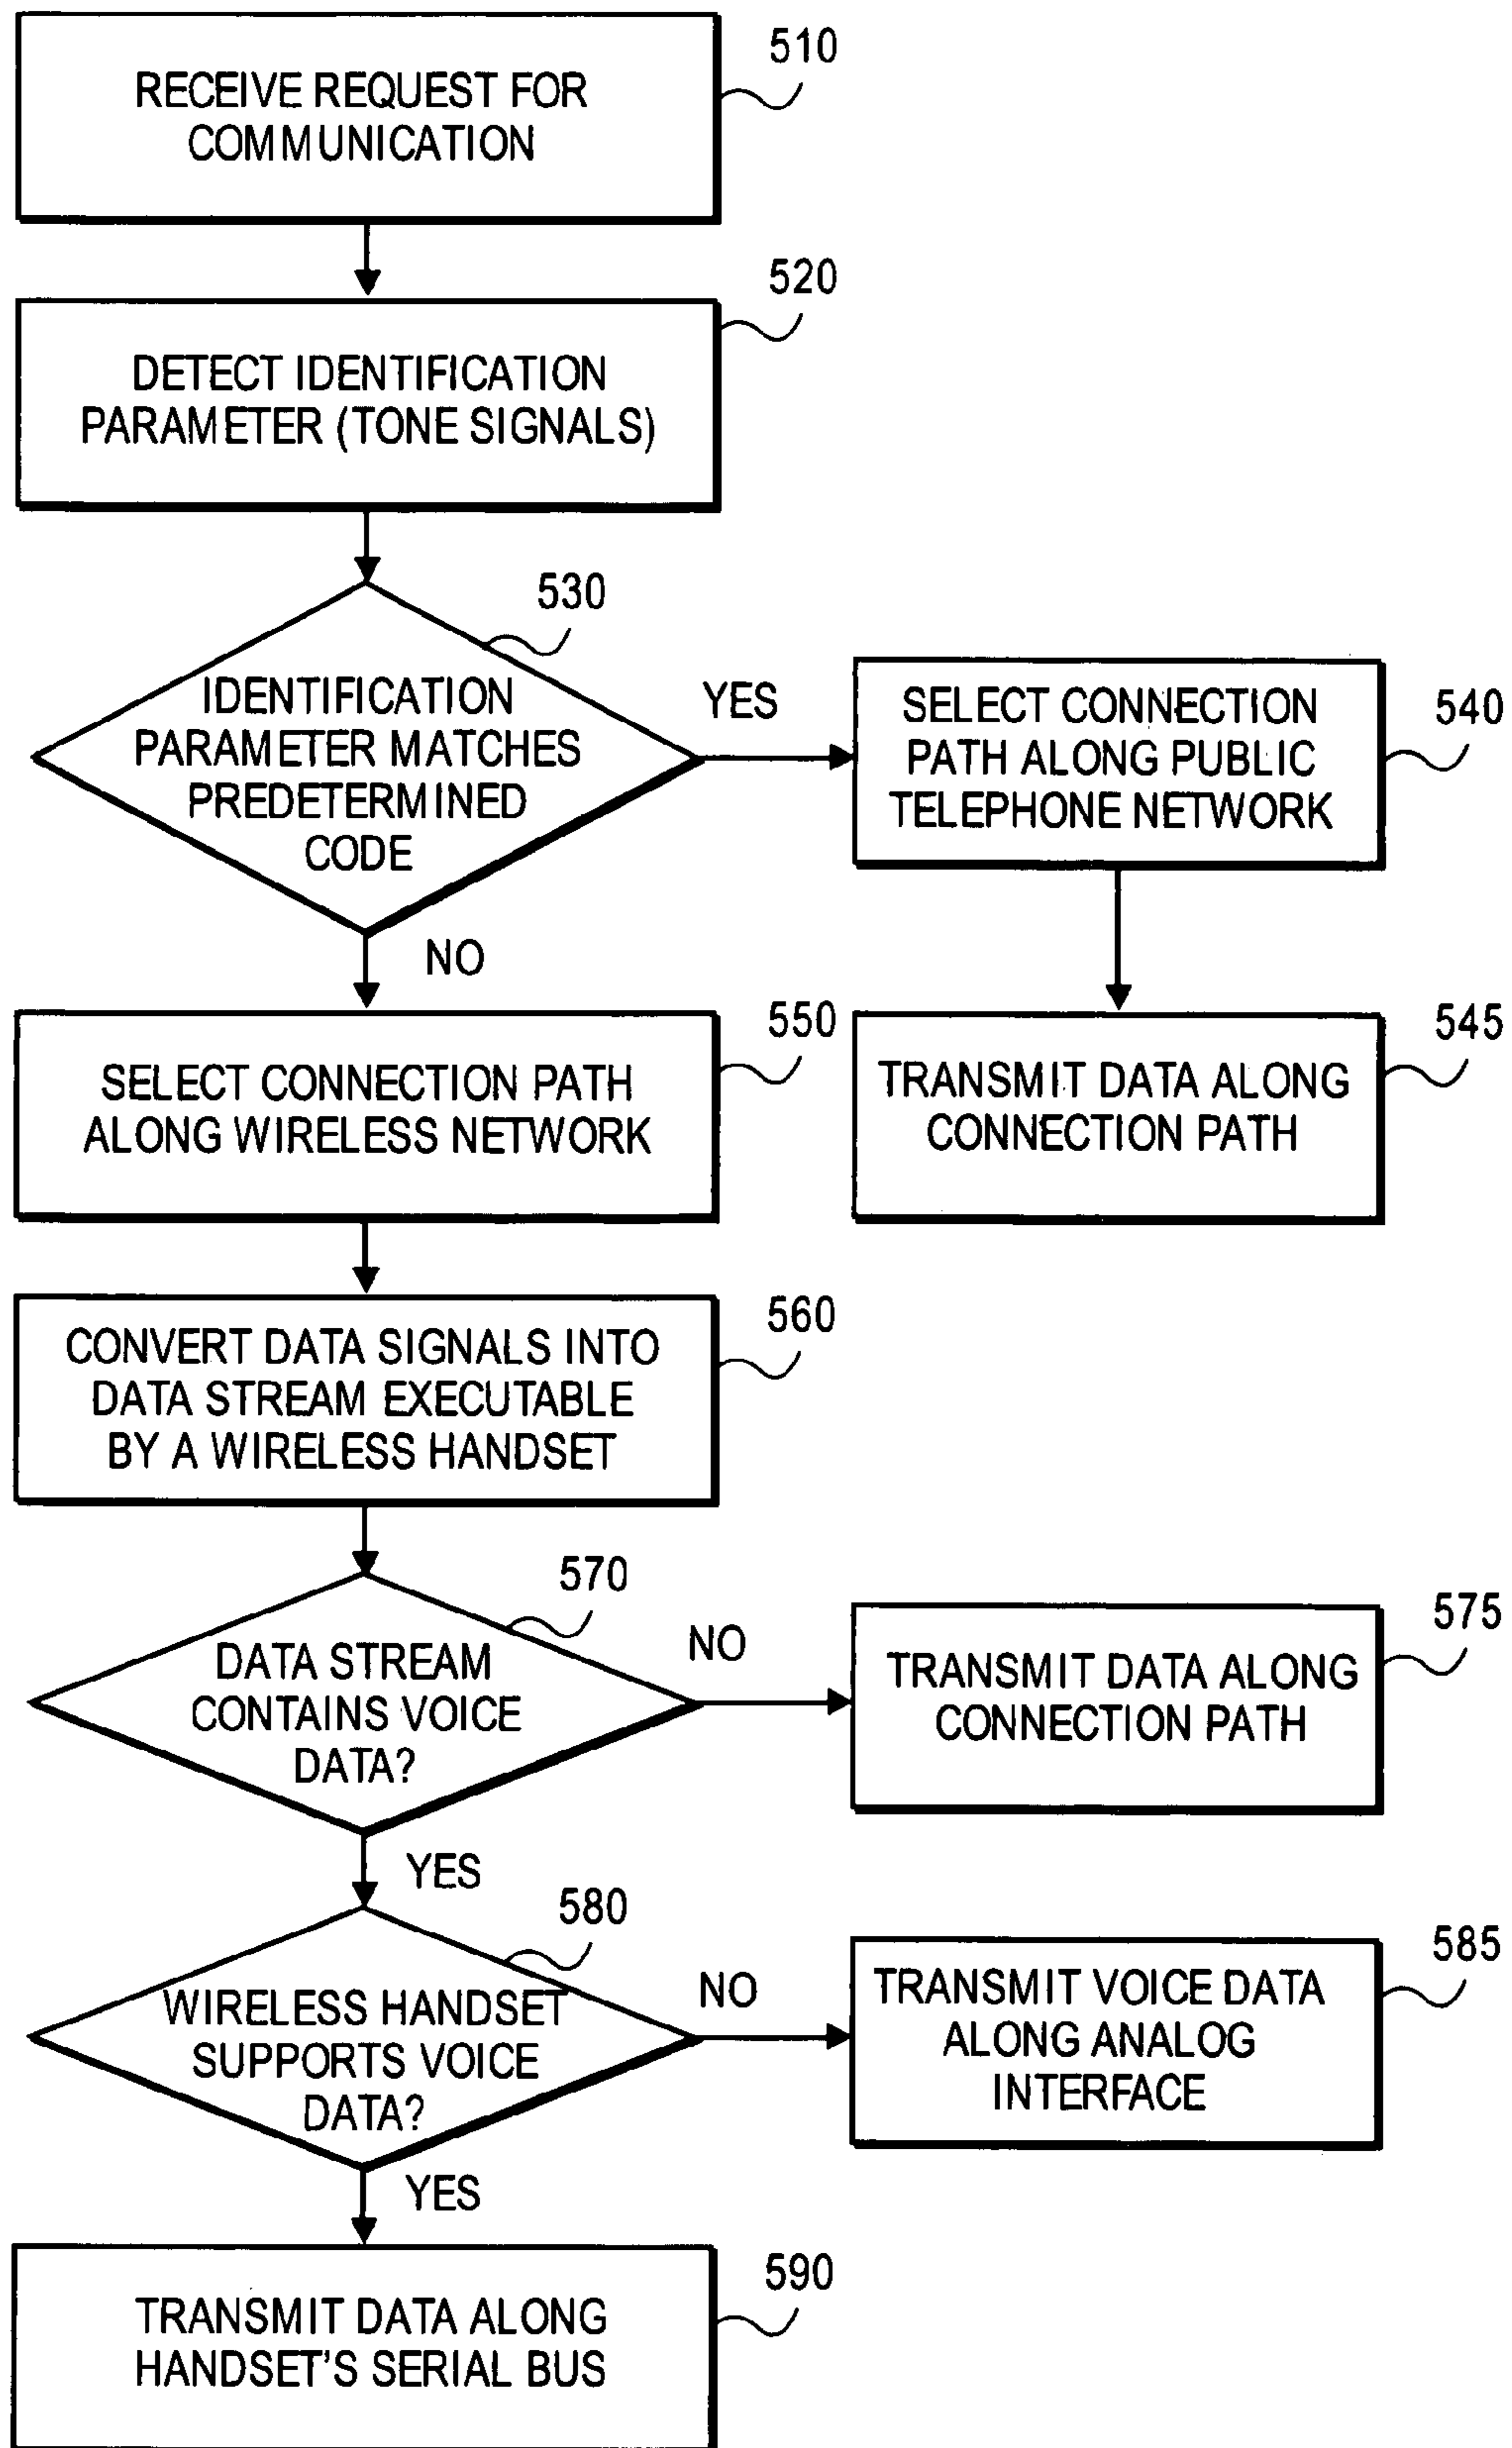 510
RECEIVE REQUEST FOR
COMMUNICATION
520
DETECT IDENTIFICATION
PARAMETER (TONE SIGNALS)
530
IDENTIFICATION
PARAMETER MATCHES
PREDETERMINED
CODE
YES
SELECT CONNECTION
PATH ALONG PUBLIC
TELEPHONE NETWORK
540
NO
550
SELECT CONNECTION PATH
ALONG WIRELESS NETWORK
545
TRANSMIT DATA ALONG
CONNECTION PATH
560
CONVERT DATA SIGNALS INTO
DATA STREAM EXECUTABLE
BY A WIRELESS HANDSET
570
DATA STREAM
CONTAINS VOICE
DATA?
NO
575
TRANSMIT DATA ALONG
CONNECTION PATH
YES
580
WIRELESS HANDSET
SUPPORTS VOICE
DATA?
NO
585
TRANSMIT VOICE DATA
ALONG ANALOG
INTERFACE
YES
590
TRANSMIT DATA ALONG
HANDSET'S SERIAL BUS